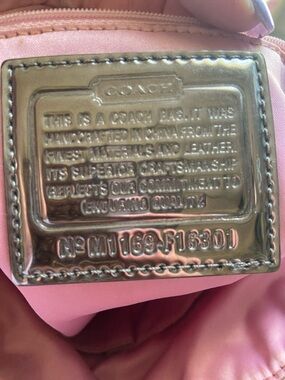 COACH
THIS IS A COACH BAG. IT WAS
HANDCRAFTED IN CHINA FROM THE
FINEST MATERIALS AND LEATHER.
ITS SUPERIOR CRAFTSMANSHIP
REFLECTS OUR COMMITMENT TO
ENDURING QUALITY.
Nº M1169-F16301